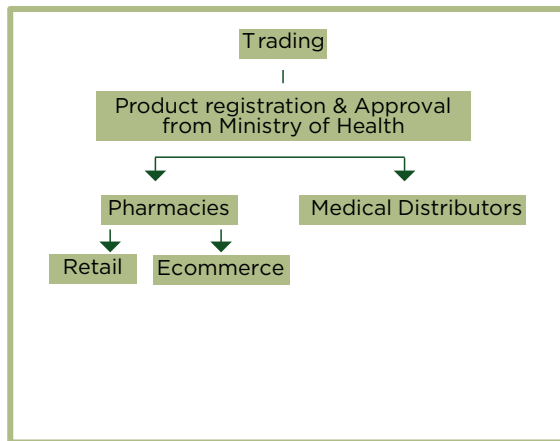 Trading
Product registration & Approval
from Ministry of Health
Pharmacies
Medical Distributors
Retail
Ecommerce